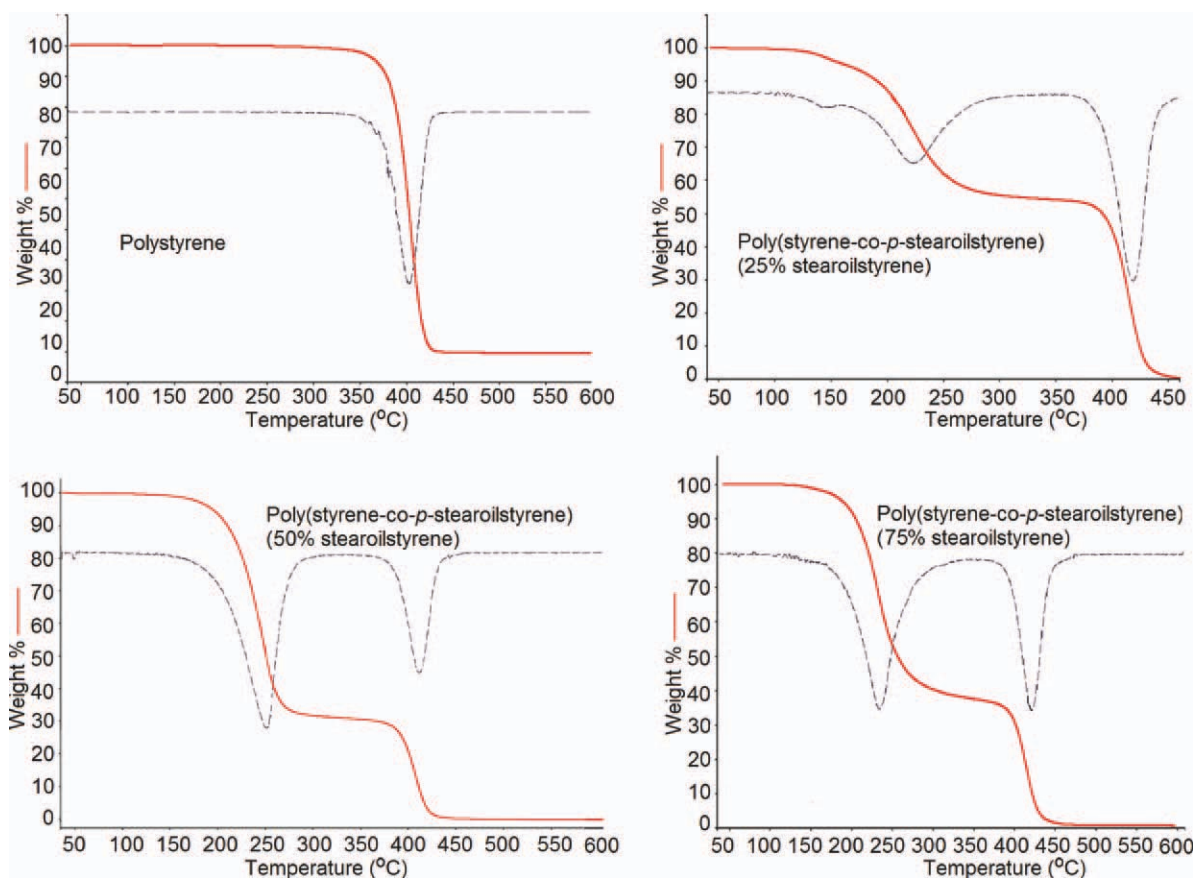 100
90
80
70
60
50
40
30
20
10
0
Weight %
Polystyrene
50 100 150 200 250 300 350 400 450 500 550 600
Temperature (°C)
100
90
80
70
60
50
40
30
20
10
0
Weight %
Poly(styrene-co-p-stearoilstyrene)
(25% stearoilstyrene)
50 100 150 200 250 300 350 400 450
Temperature (°C)
100
90
80
70
60
50
40
30
20
10
0
Weight %
Poly(styrene-co-p-stearoilstyrene)
(50% stearoilstyrene)
50 100 150 200 250 300 350 400 450 500 550 600
Temperature (°C)
100
90
80
70
60
50
40
30
20
10
0
Weight %
Poly(styrene-co-p-stearoilstyrene)
(75% stearoilstyrene)
50 100 150 200 250 300 350 400 450 500 550 600
Temperature (°C)